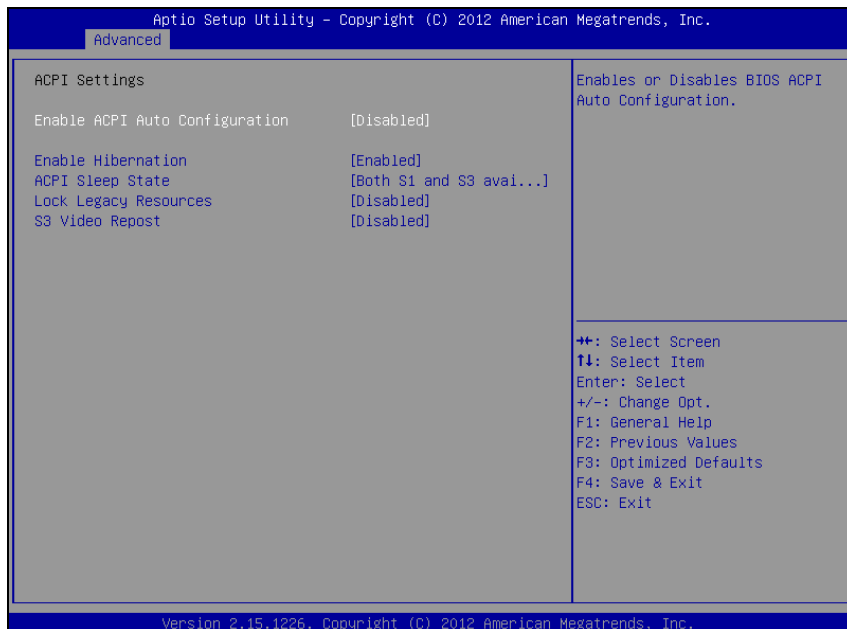 Aptio Setup Utility – Copyright (C) 2012 American Megatrends, Inc.
Advanced
ACPI Settings
Enable ACPI Auto Configuration [Disabled]
Enable Hibernation [Enabled]
ACPI Sleep State [Both S1 and S3 avai...]
Lock Legacy Resources [Disabled]
S3 Video Repost [Disabled]
Enables or Disables BIOS ACPI
Auto Configuration.
→←: Select Screen
↑↓: Select Item
Enter: Select
+/-: Change Opt.
F1: General Help
F2: Previous Values
F3: Optimized Defaults
F4: Save & Exit
ESC: Exit
Version 2.15.1226. Copyright (C) 2012 American Megatrends, Inc.